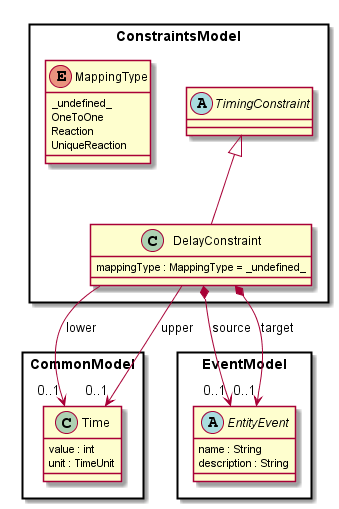 ConstraintsModel
E MappingType
_undefined_
OneToOne
Reaction
UniqueReaction
A TimingConstraint
C DelayConstraint
mappingType : MappingType = _undefined_
lower
upper
source
target
CommonModel
EventModel
0..1
0..1
0..1
0..1
C Time
value : int
unit : TimeUnit
A EntityEvent
name : String
description : String